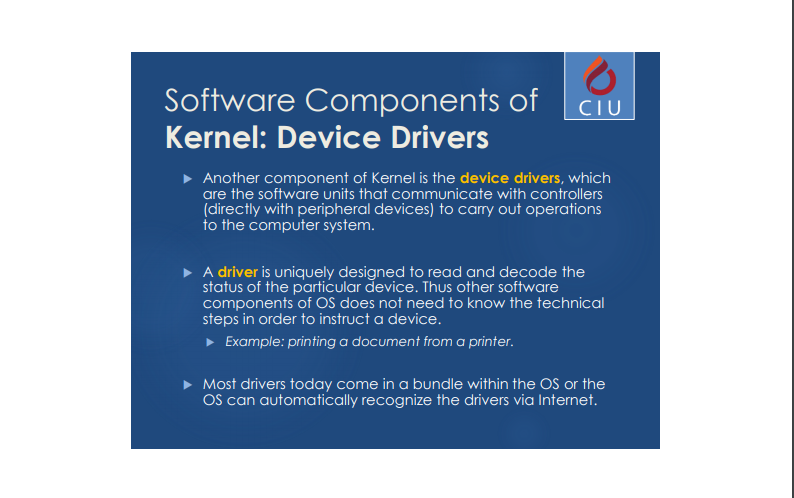 Software Components of
Kernel: Device Drivers
CIU
Another component of Kernel is the device drivers, which
are the software units that communicate with controllers
(directly with peripheral devices) to carry out operations
to the computer system.
A driver is uniquely designed to read and decode the
status of the particular device. Thus other software
components of OS does not need to know the technical
steps in order to instruct a device.
Example: printing a document from a printer.
Most drivers today come in a bundle within the OS or the
OS can automatically recognize the drivers via Internet.